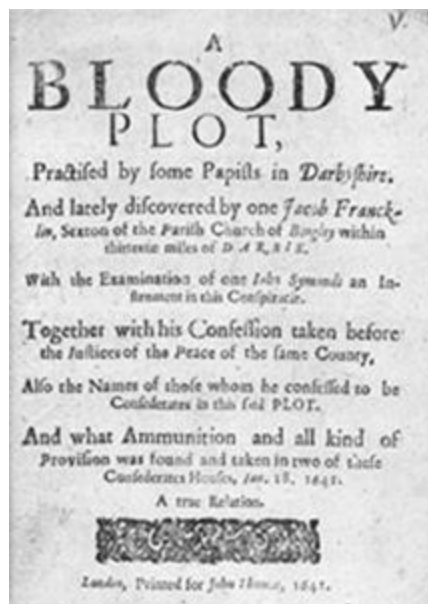 V.
A
BLOODY
PLOT,
Practiſed by ſome Papiſts in Darbyſhire.
And lately diſcovered by one Jacob Franck-
lin, Sexton of the Pariſh Church of Bingley within
thirteene miles of DARBIE.
With the Examination of one John Symonds an In-
ſtrument in this Conſpiracie.
Together with his Confeſſion taken before
the Juſtices of the Peace of the ſame County,
Alſo the Names of thoſe whom he confeſſed to be
Confederates in this ſaid PLOT.
And what Ammunition and all kind of
Proviſion was found and taken in two of theſe
Confederates Houſes, Jan. 18. 1641.
A true Relation.
London, Printed for John Thomas, 1641.